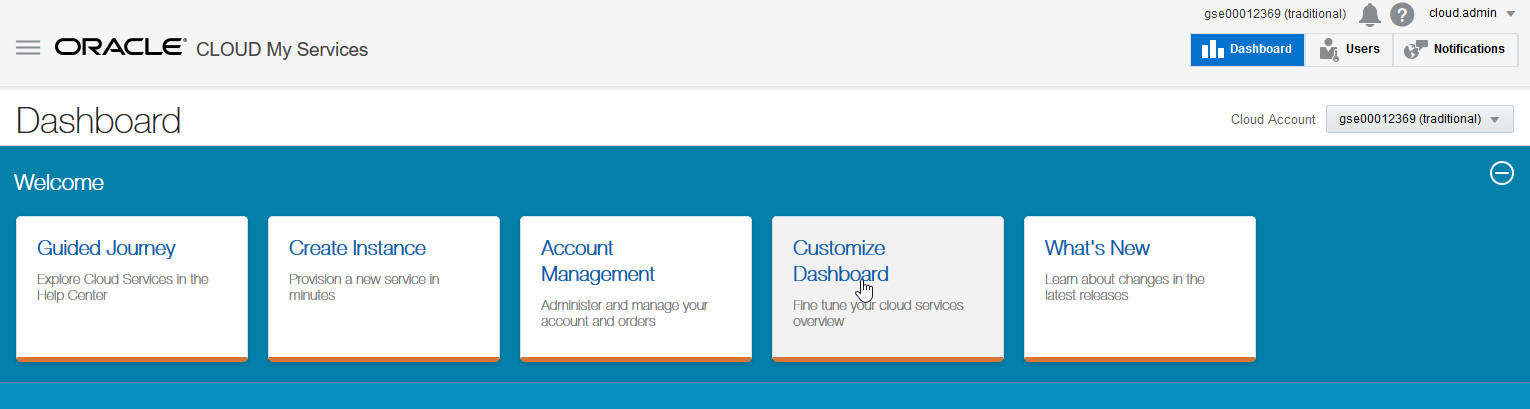 gse00012369 (traditional)
?
cloud.admin
ORACLE® CLOUD My Services
Dashboard
Users
Notifications
Dashboard
Cloud Account
gse00012369 (traditional)
Welcome
Guided Journey
Explore Cloud Services in the
Help Center
Create Instance
Provision a new service in
minutes
Account
Management
Administer and manage your
account and orders
Customize
Dashboard
Fine tune your cloud services
overview
What's New
Learn about changes in the
latest releases